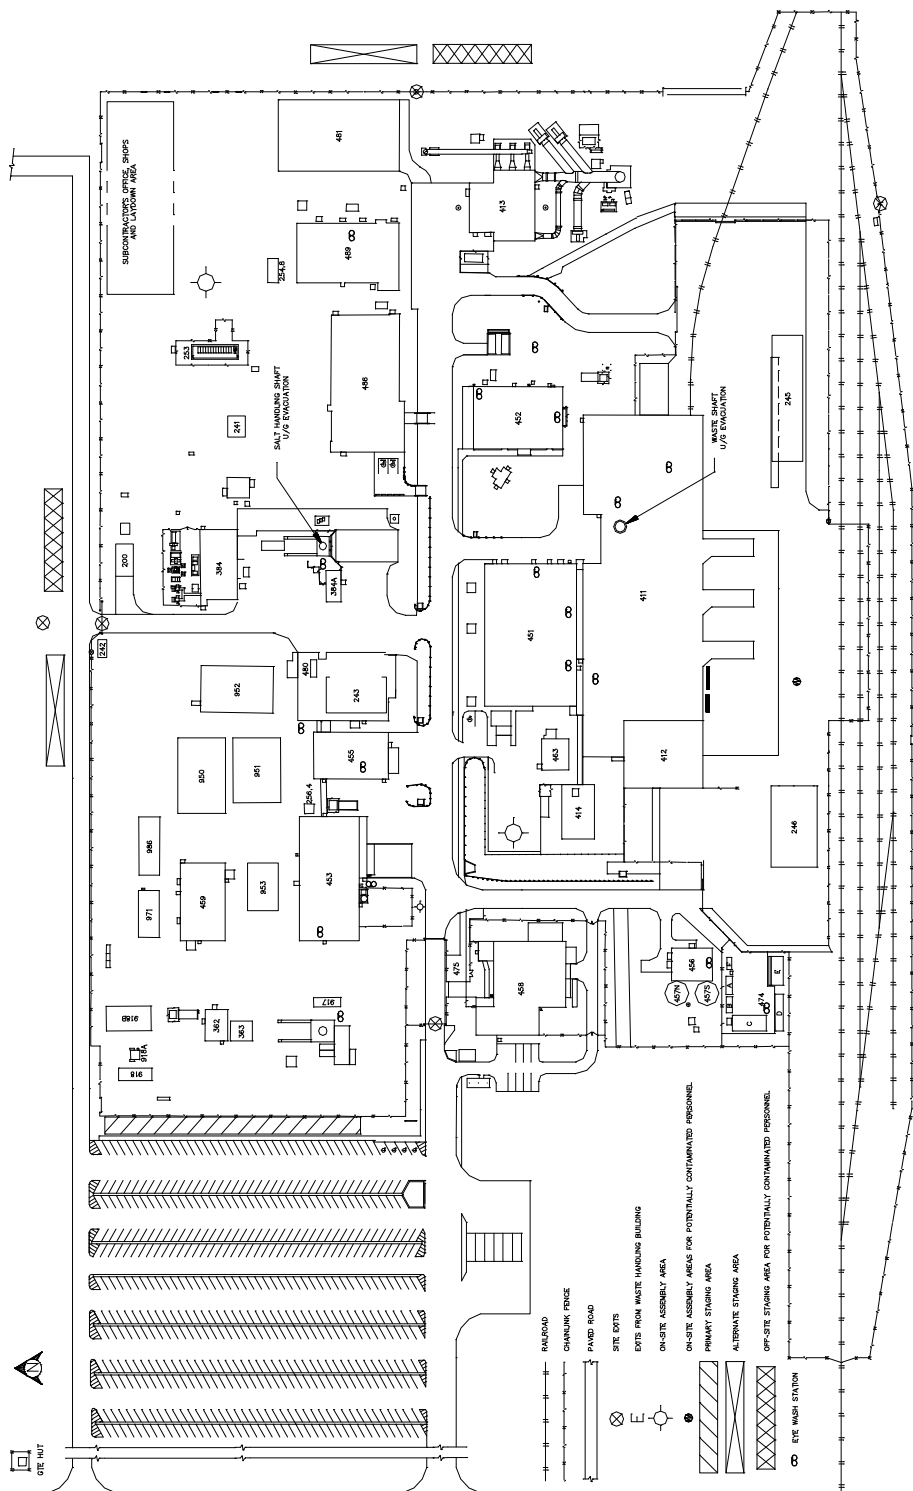 SUBCONTRACTOR'S OFFICE, SHOPS
AND LAYDOWN AREA
481
413
489
254.8
253
486
241
SALT HANDLING SHAFT
U/G EVACUATION
452
WASTE SHAFT
U/G EVACUATION
245
200
384
384A
411
451
242
480
243
952
950
951
455
463
412
256.4
414
246
986
971
459
953
453
475
458
456
457N
457S
474
F
A
B
C
D
E
917
918B
362
363
918A
918
N
GTE HUT
RAILROAD
CHAINLINK FENCE
PAVED ROAD
SITE EXITS
E
EXITS FROM WASTE HANDLING BUILDING
ON-SITE ASSEMBLY AREA
ON-SITE ASSEMBLY AREAS FOR POTENTIALLY CONTAMINATED PERSONNEL
PRIMARY STAGING AREA
ALTERNATE STAGING AREA
OFF-SITE STAGING AREA FOR POTENTIALLY CONTAMINATED PERSONNEL
EYE WASH STATION